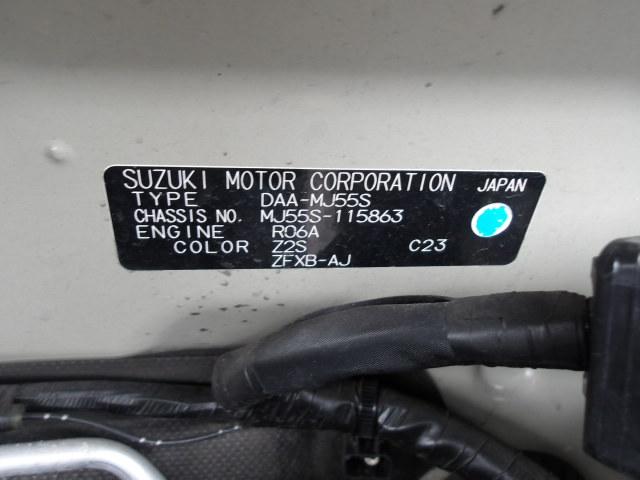 SUZUKI MOTOR CORPORATION JAPAN
TYPE DAA-MJ55S
CHASSIS NO. MJ55S-115863
ENGINE R06A
COLOR Z2S C23
ZFXB-AJ